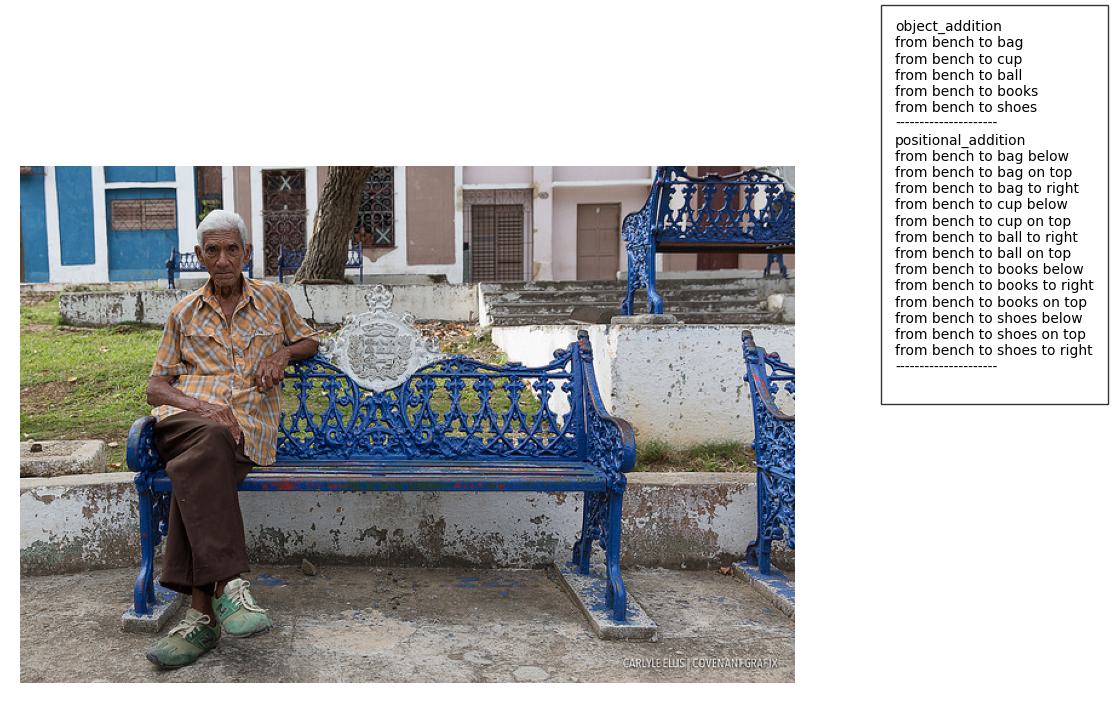 object_addition
from bench to bag
from bench to cup
from bench to ball
from bench to books
from bench to shoes
---------------------
positional_addition
from bench to bag below
from bench to bag on top
from bench to bag to right
from bench to cup below
from bench to cup on top
from bench to ball to right
from bench to ball on top
from bench to books below
from bench to books to right
from bench to books on top
from bench to shoes below
from bench to shoes on top
from bench to shoes to right
---------------------
CARLYLE ELLIS | COVENANTGRAFIX